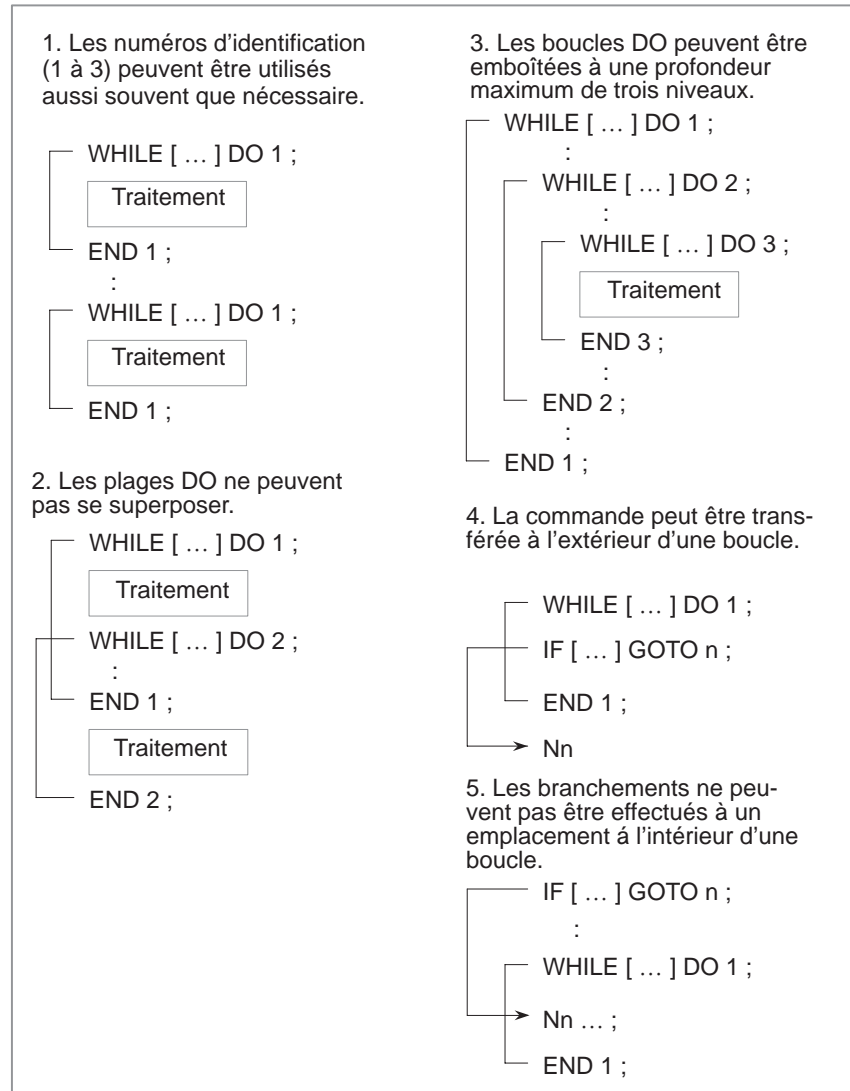 1. Les numéros d'identification
(1 à 3) peuvent être utilisés
aussi souvent que nécessaire.
WHILE [ … ] DO 1 ;
Traitement
END 1 ;
:
WHILE [ … ] DO 1 ;
Traitement
END 1 ;
2. Les plages DO ne peuvent
pas se superposer.
WHILE [ … ] DO 1 ;
Traitement
WHILE [ … ] DO 2 ;
:
END 1 ;
Traitement
END 2 ;
3. Les boucles DO peuvent être
emboîtées à une profondeur
maximum de trois niveaux.
WHILE [ … ] DO 1 ;
:
WHILE [ … ] DO 2 ;
:
WHILE [ … ] DO 3 ;
Traitement
END 3 ;
:
END 2 ;
:
END 1 ;
4. La commande peut être trans-
férée à l'extérieur d'une boucle.
WHILE [ … ] DO 1 ;
IF [ … ] GOTO n ;
END 1 ;
Nn
5. Les branchements ne peu-
vent pas être effectués à un
emplacement á l'intérieur d'une
boucle.
IF [ … ] GOTO n ;
:
WHILE [ … ] DO 1 ;
Nn … ;
END 1 ;